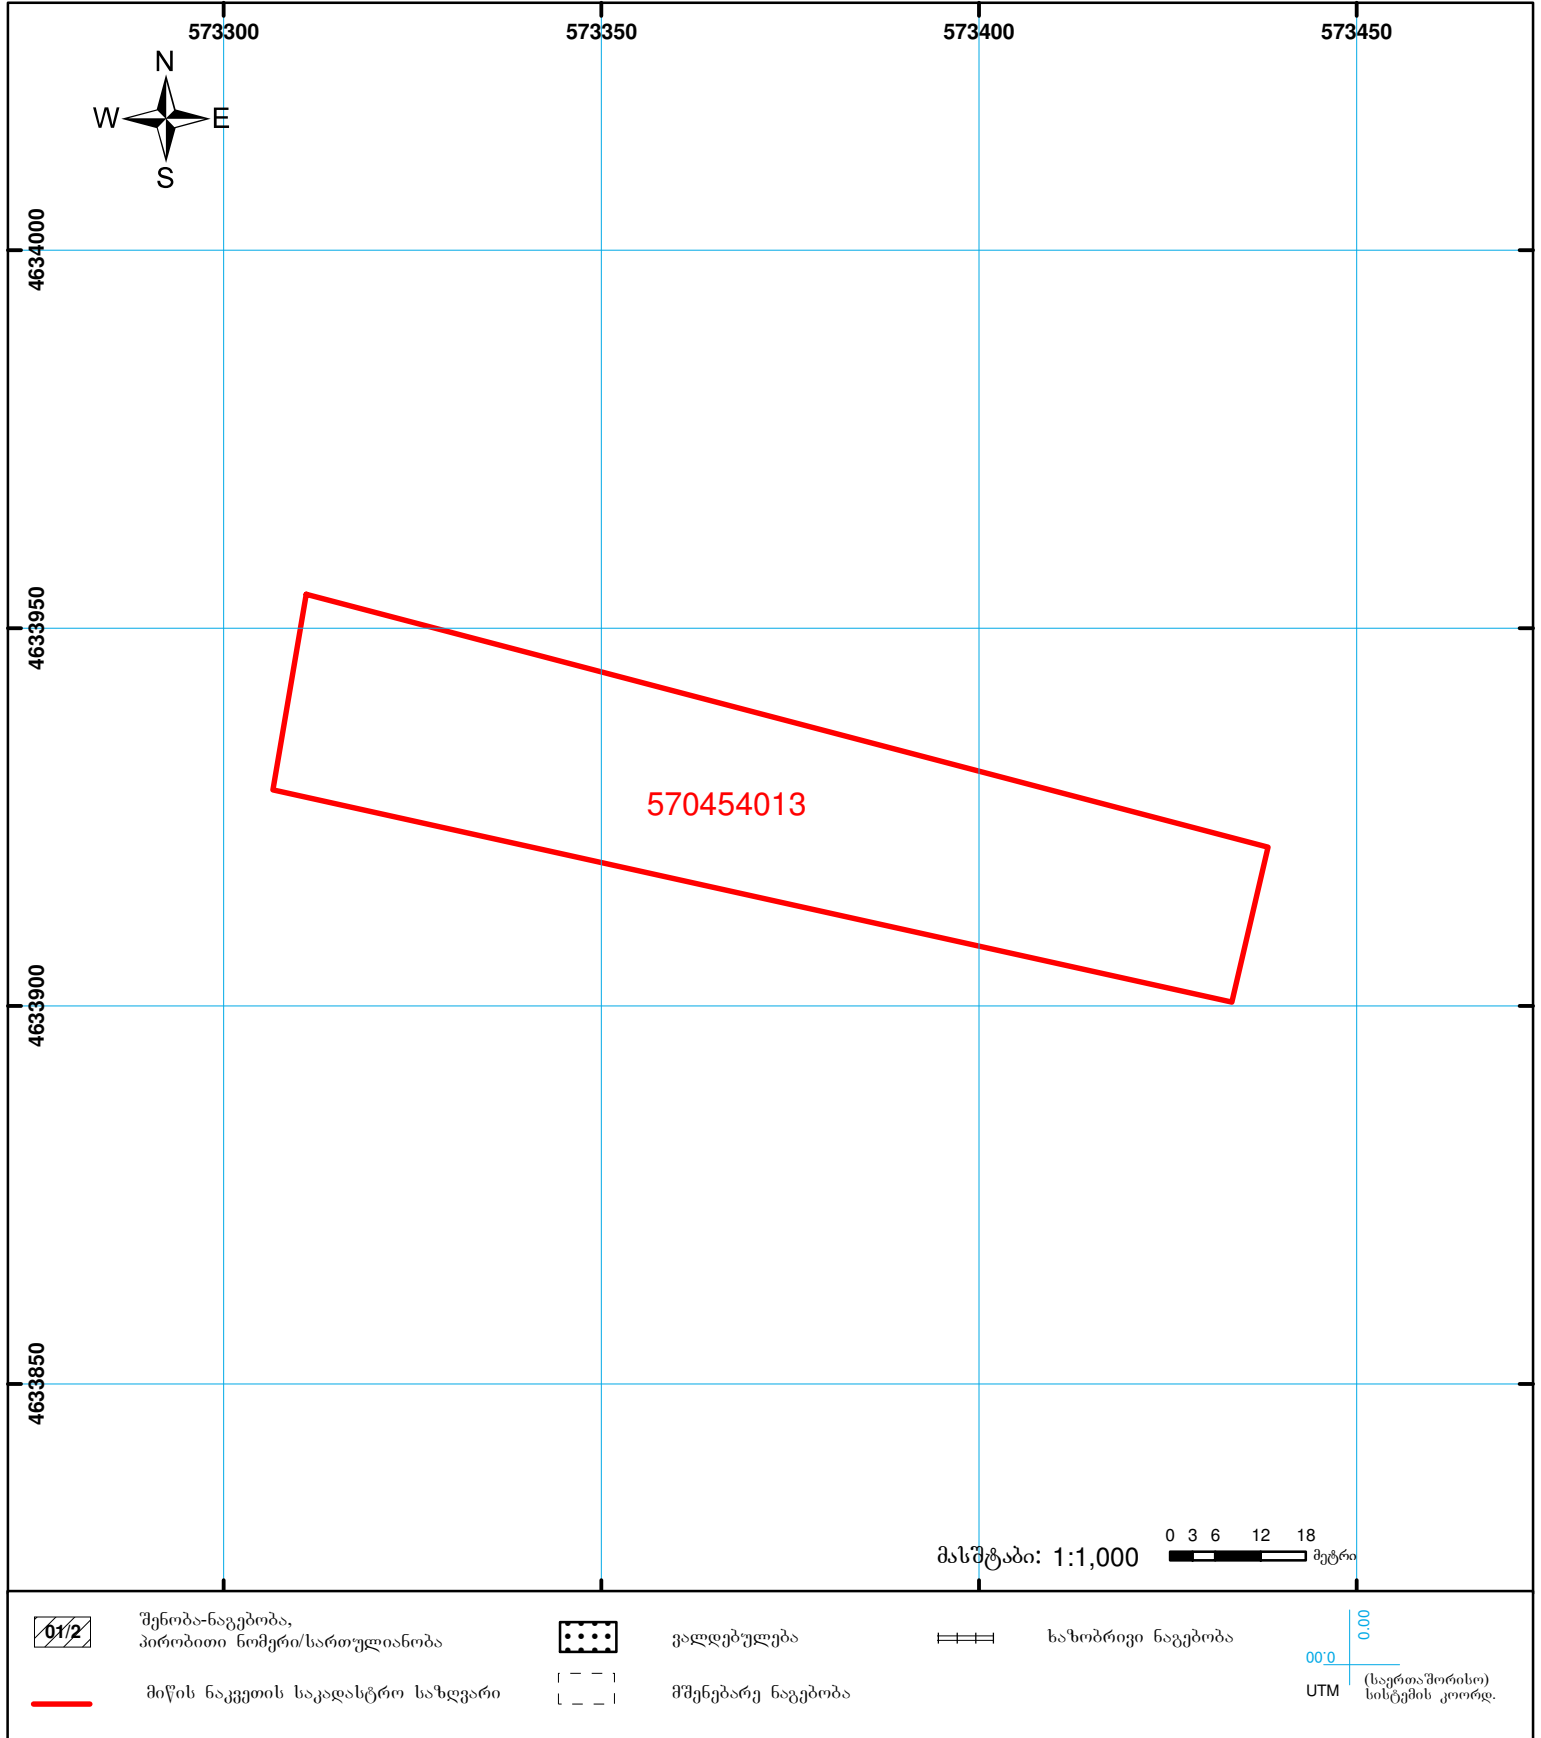 573300 573350 573400 573450
N
W E
S
4634000
4633950
4633900
4633850
570454013
მასშტაბი: 1:1,000
0 3 6 12 18
მეტრი
01/2
შენობა-ნაგებობა,
პირობითი ნომერი/სართულიანობა
ვალდებულება
ხაზობრივი ნაგებობა
0.00
0.00
UTM
(საერთაშორისო)
სისტემის კოორდ.
მიწის ნაკვეთის საკადასტრო საზღვარი
მშენებარე ნაგებობა